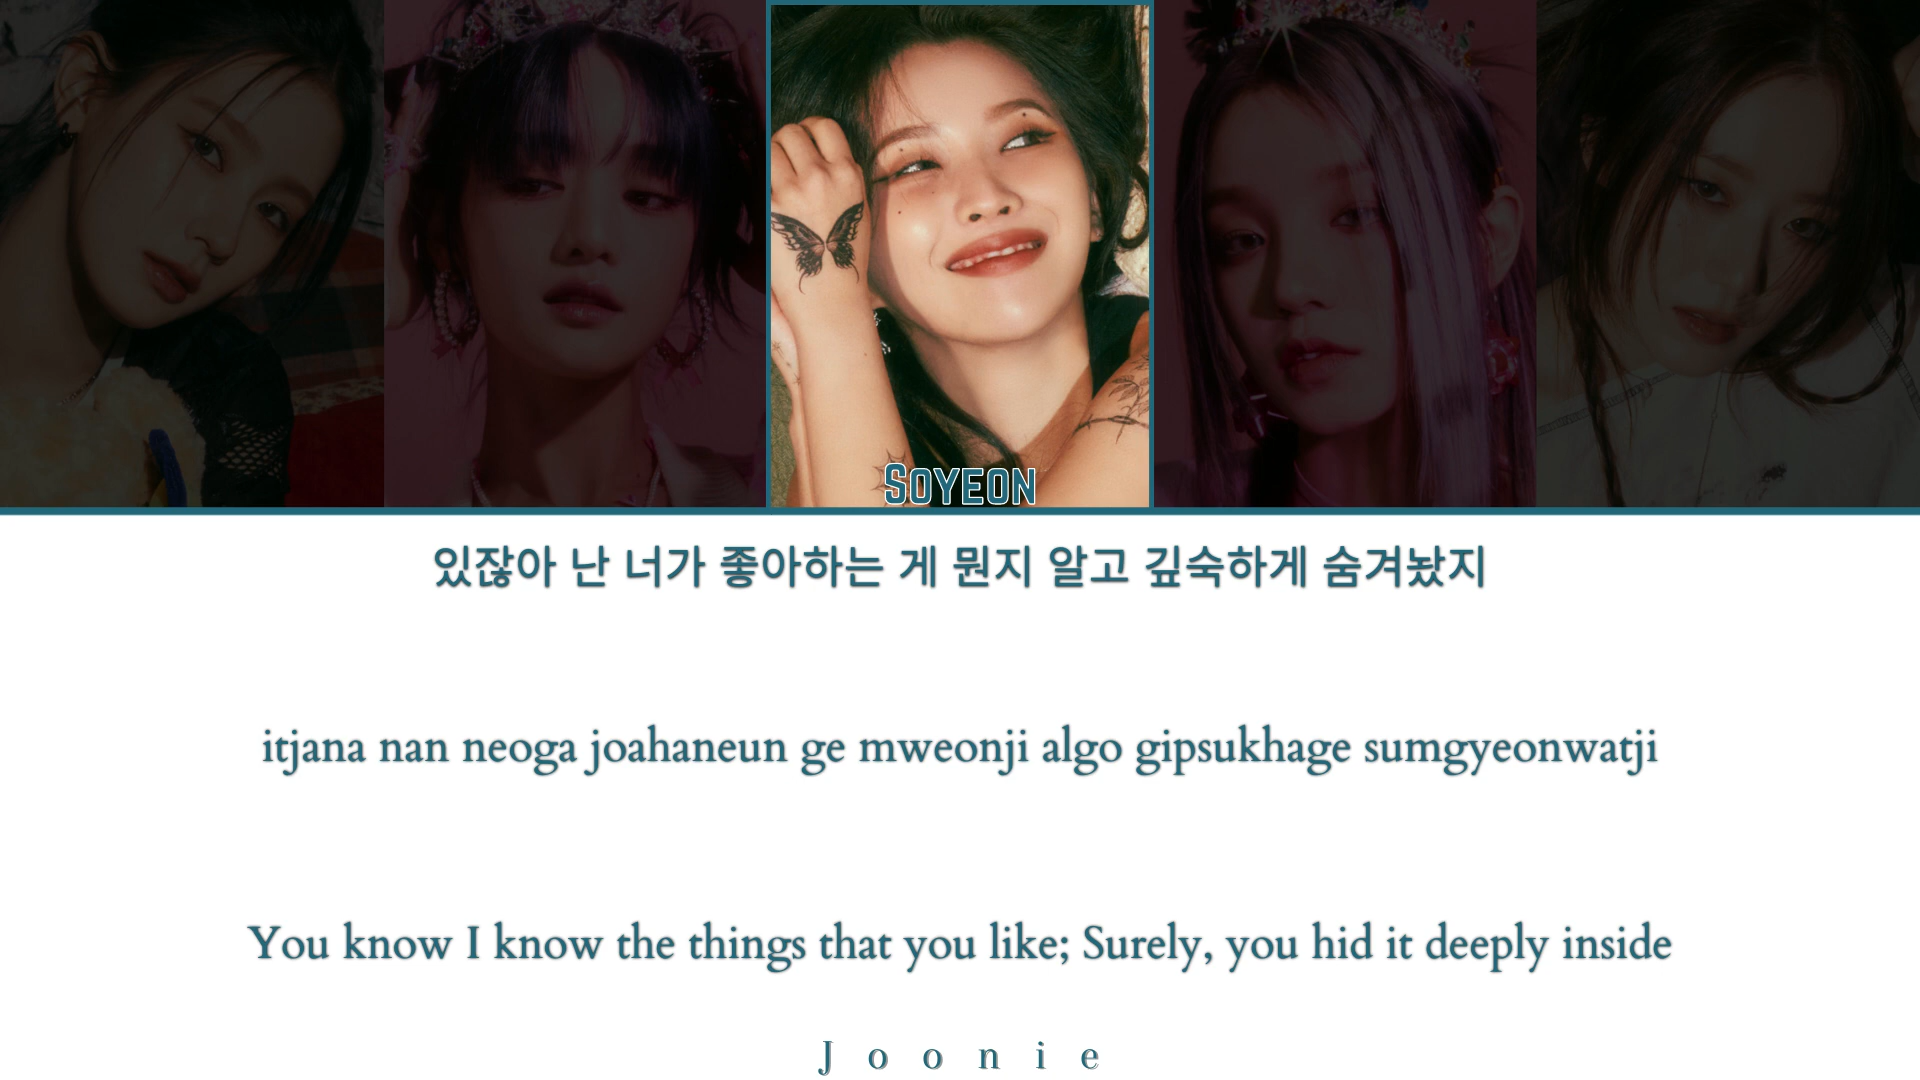 SOYEON
있잖아 난 너가 좋아하는 게 뭔지 알고 깊숙하게 숨겨놨지
itjana nan neoga joahaneun ge mweonji algo gipsukhage sumgyeonwatji
You know I know the things that you like; Surely, you hid it deeply inside
Joonie